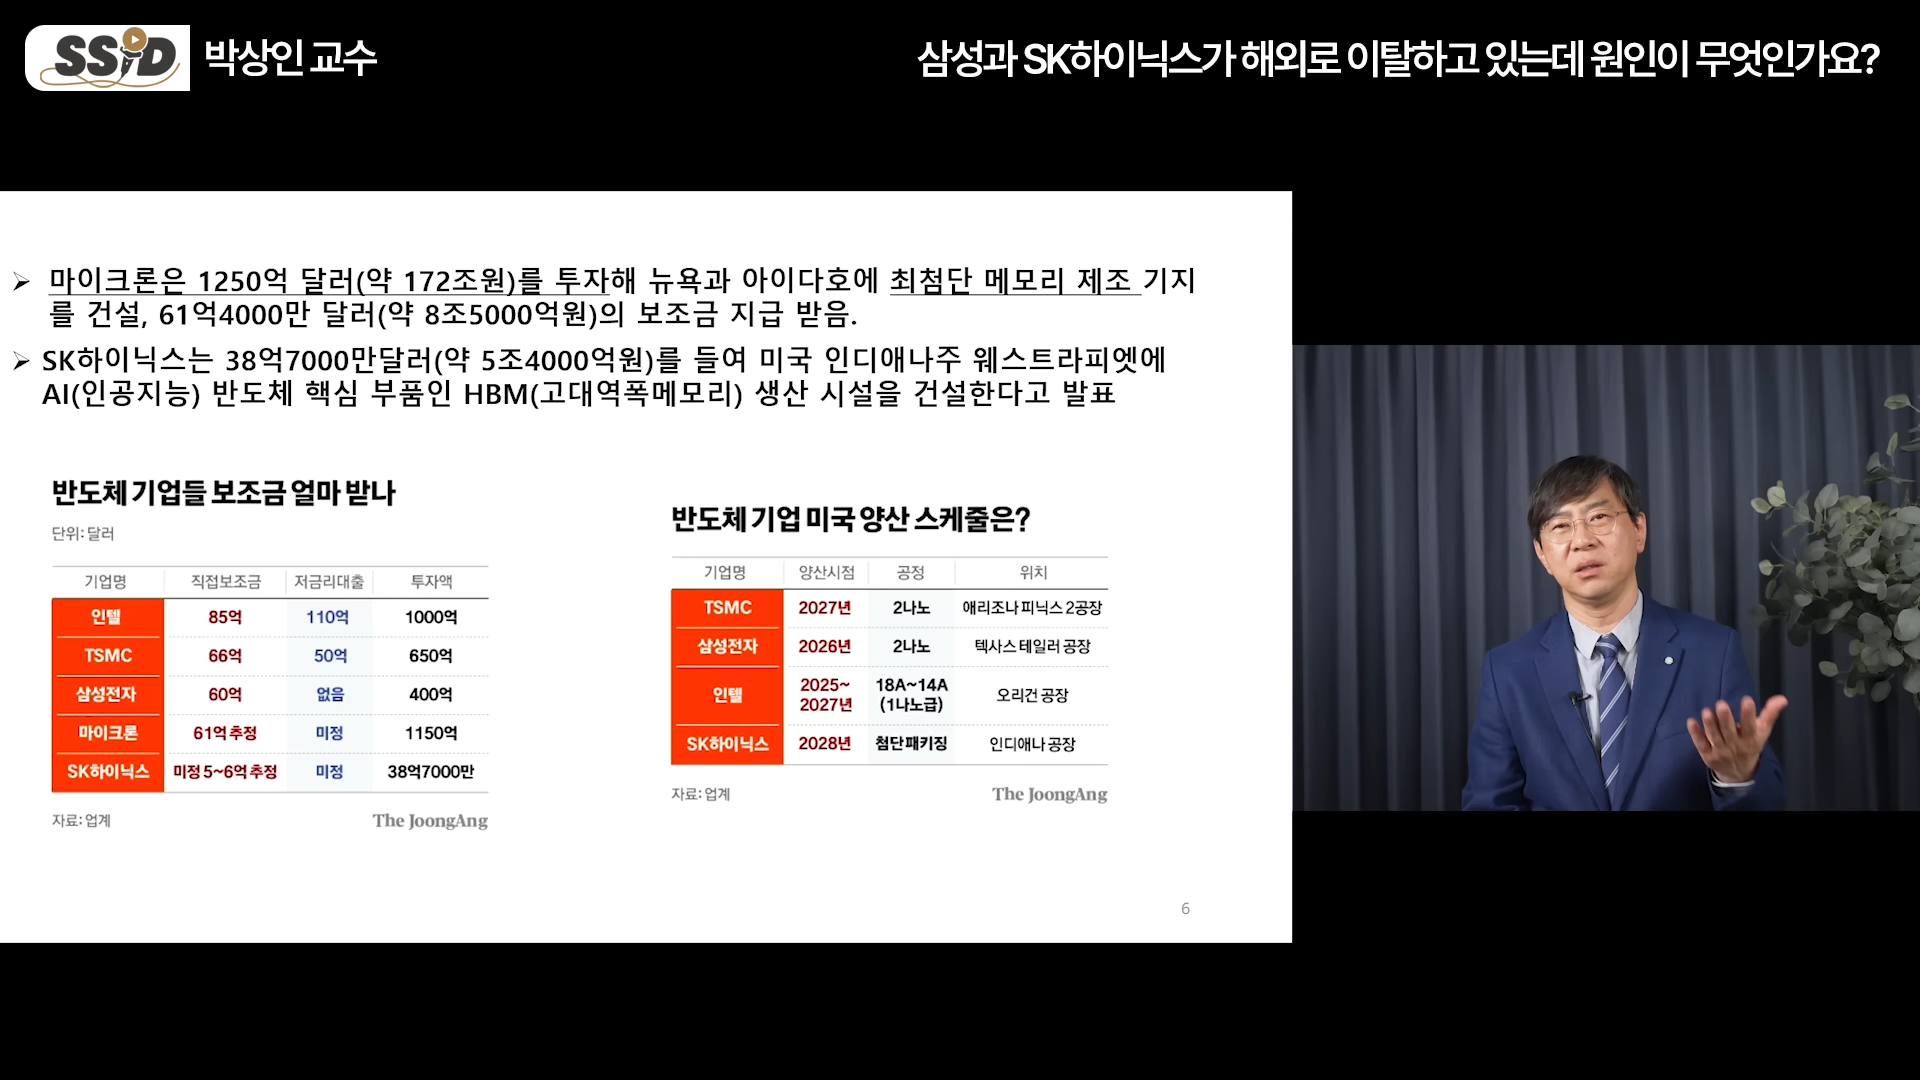 SSiD 박상인 교수
삼성과 SK하이닉스가 해외로 이탈하고 있는데 원인이 무엇인가요?
➢ 마이크론은 1250억 달러(약 172조원)를 투자해 뉴욕과 아이다호에 최첨단 메모리 제조 기지
를 건설, 61억4000만 달러(약 8조5000억원)의 보조금 지급 받음.
➢ SK하이닉스는 38억7000만달러(약 5조4000억원)를 들여 미국 인디애나주 웨스트라피엣에
AI(인공지능) 반도체 핵심 부품인 HBM(고대역폭메모리) 생산 시설을 건설한다고 발표
반도체 기업들 보조금 얼마 받나
단위: 달러
기업명 직접보조금 저금리대출 투자액
인텔 85억 110억 1000억
TSMC 66억 50억 650억
삼성전자 60억 없음 400억
마이크론 61억 추정 미정 1150억
SK하이닉스 미정 5~6억 추정 미정 38억7000만
자료: 업계 The JoongAng
반도체 기업 미국 양산 스케줄은?
기업명 양산시점 공정 위치
TSMC 2027년 2나노 애리조나 피닉스 2공장
삼성전자 2026년 2나노 텍사스 테일러 공장
인텔 2025~ 2027년 18A~14A (1나노급) 오리건 공장
SK하이닉스 2028년 첨단 패키징 인디애나 공장
자료: 업계 The JoongAng
6